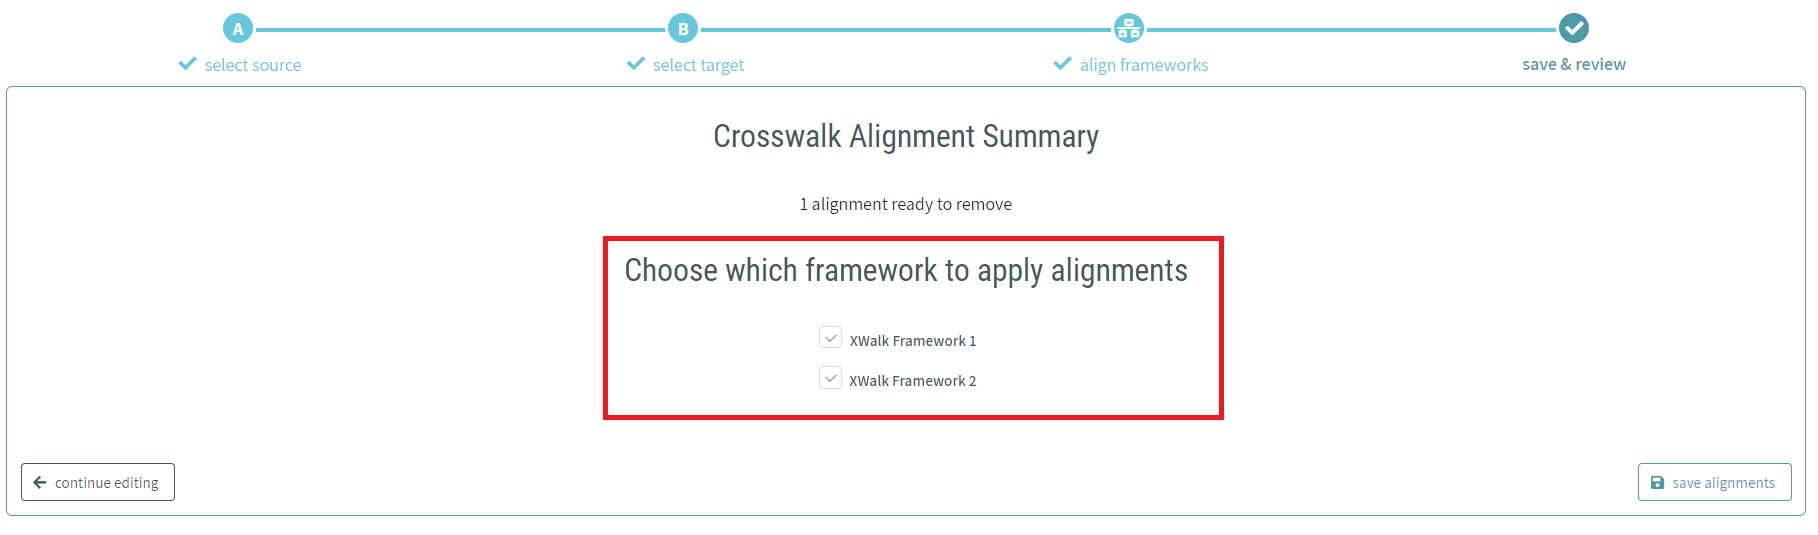 A
B
select source
select target
align frameworks
save & review
Crosswalk Alignment Summary
1 alignment ready to remove
Choose which framework to apply alignments
XWalk Framework 1
XWalk Framework 2
continue editing
save alignments